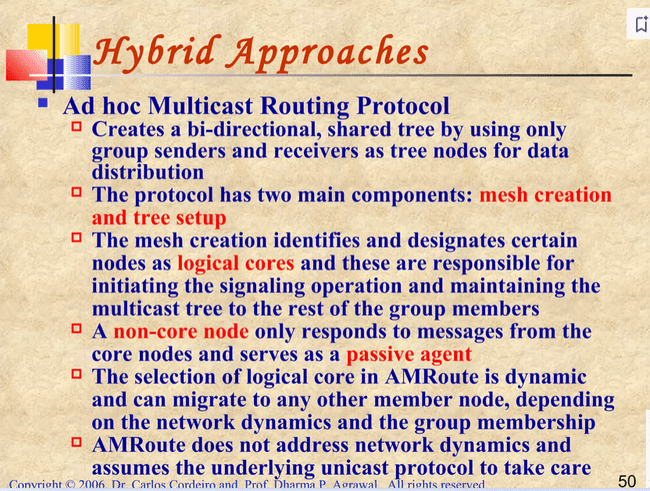 Hybrid Approaches
Ad hoc Multicast Routing Protocol
Creates a bi-directional, shared tree by using only
group senders and receivers as tree nodes for data
distribution
The protocol has two main components: mesh creation
and tree setup
The mesh creation identifies and designates certain
nodes as logical cores and these are responsible for
initiating the signaling operation and maintaining the
multicast tree to the rest of the group members
A non-core node only responds to messages from the
core nodes and serves as a passive agent
The selection of logical core in AMRoute is dynamic
and can migrate to any other member node, depending
on the network dynamics and the group membership
AMRoute does not address network dynamics and
assumes the underlying unicast protocol to take care
Copyright © 2006, Dr. Carlos Cordeiro and Prof. Dharma P. Agrawal, All rights reserved
50